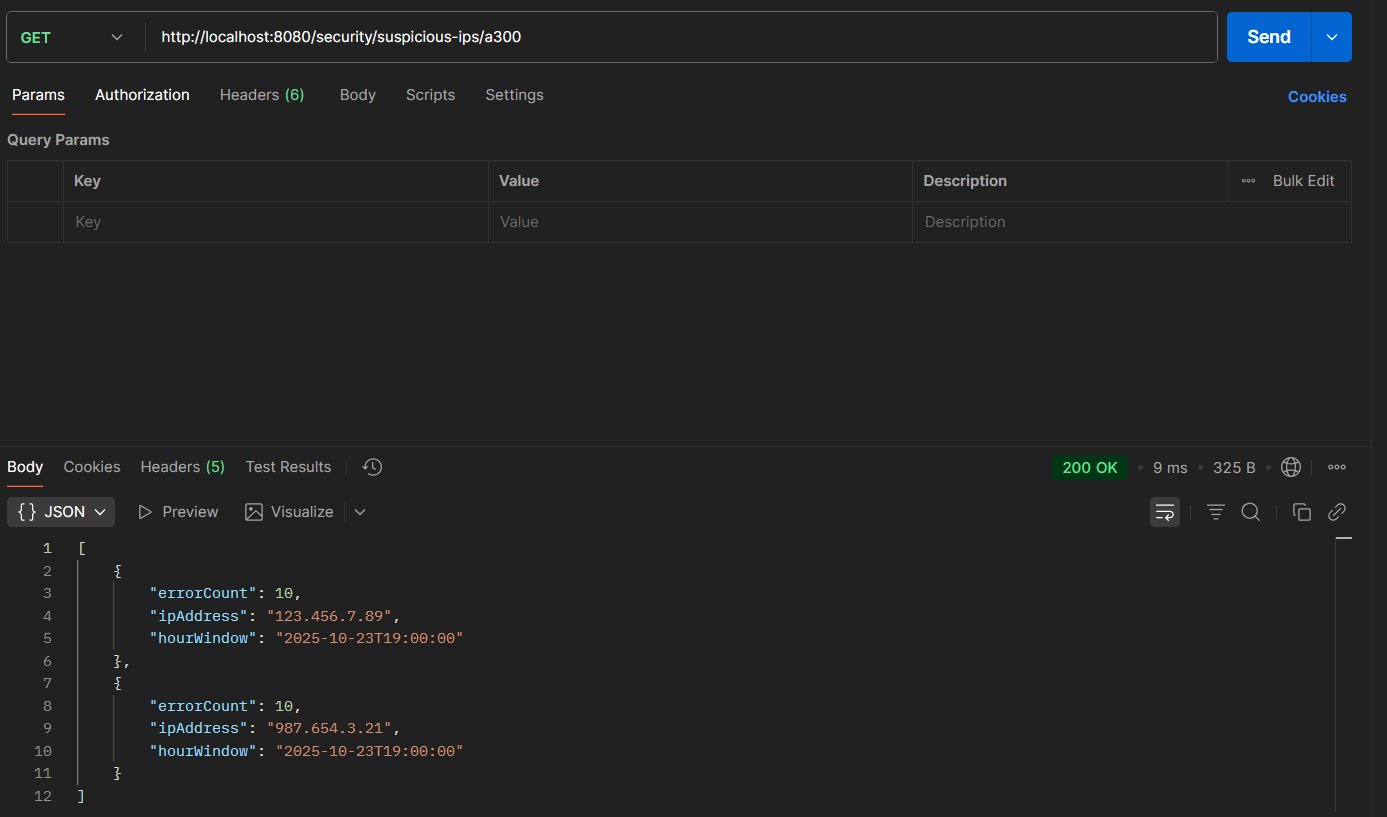 GET http://localhost:8080/security/suspicious-ips/a300 Send
Params Authorization Headers (6) Body Scripts Settings Cookies
Query Params
Key Value Description Bulk Edit
Key Value Description
Body Cookies Headers (5) Test Results 200 OK • 9 ms • 325 B •
{} JSON Preview Visualize
1 [
2 {
3 "errorCount": 10,
4 "ipAddress": "123.456.7.89",
5 "hourWindow": "2025-10-23T19:00:00"
6 },
7 {
8 "errorCount": 10,
9 "ipAddress": "987.654.3.21",
10 "hourWindow": "2025-10-23T19:00:00"
11 }
12 ]